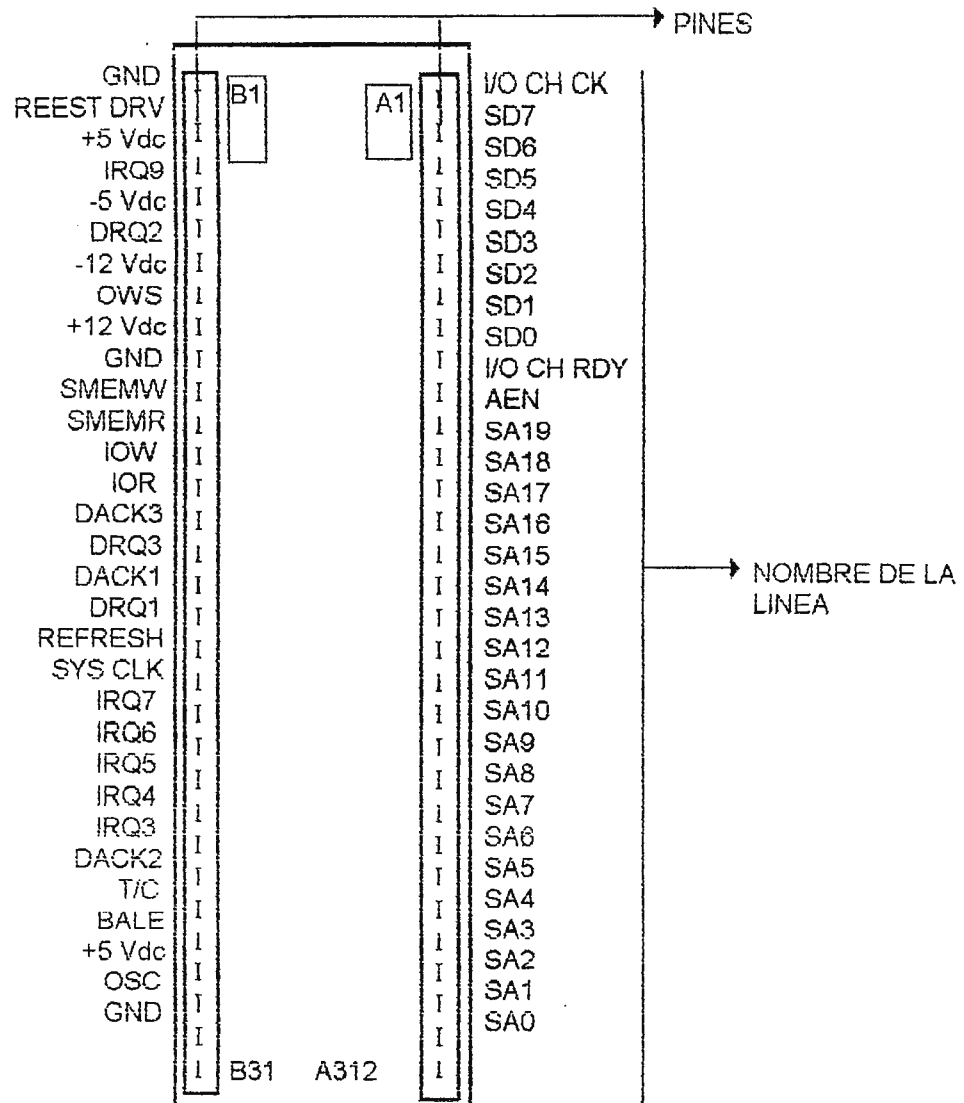 PINES
GND
REEST DRV
+5 Vdc
IRQ9
-5 Vdc
DRQ2
-12 Vdc
OWS
+12 Vdc
GND
SMEMW
SMEMR
IOW
IOR
DACK3
DRQ3
DACK1
DRQ1
REFRESH
SYS CLK
IRQ7
IRQ6
IRQ5
IRQ4
IRQ3
DACK2
T/C
BALE
+5 Vdc
OSC
GND
B1
A1
B31
A312
I/O CH CK
SD7
SD6
SD5
SD4
SD3
SD2
SD1
SD0
I/O CH RDY
AEN
SA19
SA18
SA17
SA16
SA15
SA14
SA13
SA12
SA11
SA10
SA9
SA8
SA7
SA6
SA5
SA4
SA3
SA2
SA1
SA0
NOMBRE DE LA
LINEA